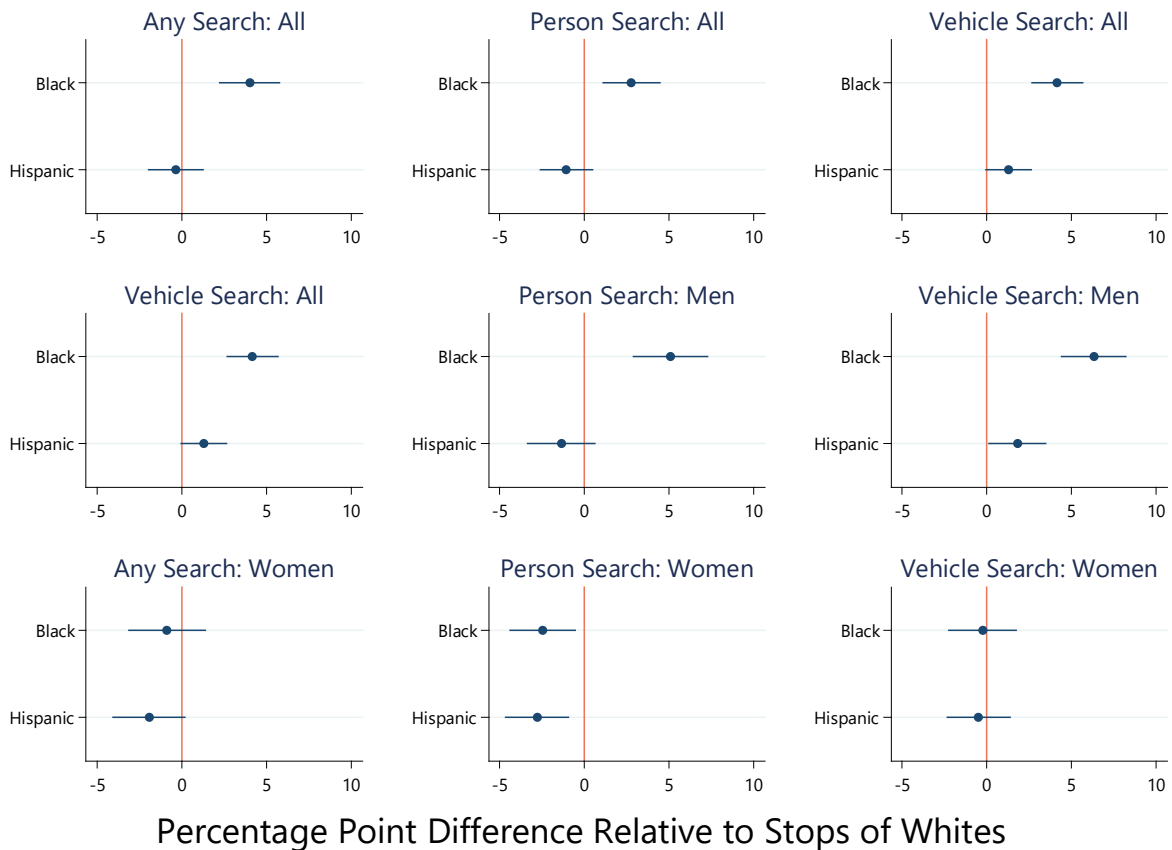 Any Search: All
Person Search: All
Vehicle Search: All
Black
Black
Black
Hispanic
Hispanic
Hispanic
-5 0 5 10
-5 0 5 10
-5 0 5 10
Vehicle Search: All
Person Search: Men
Vehicle Search: Men
Black
Black
Black
Hispanic
Hispanic
Hispanic
-5 0 5 10
-5 0 5 10
-5 0 5 10
Any Search: Women
Person Search: Women
Vehicle Search: Women
Black
Black
Black
Hispanic
Hispanic
Hispanic
-5 0 5 10
-5 0 5 10
-5 0 5 10
Percentage Point Difference Relative to Stops of Whites